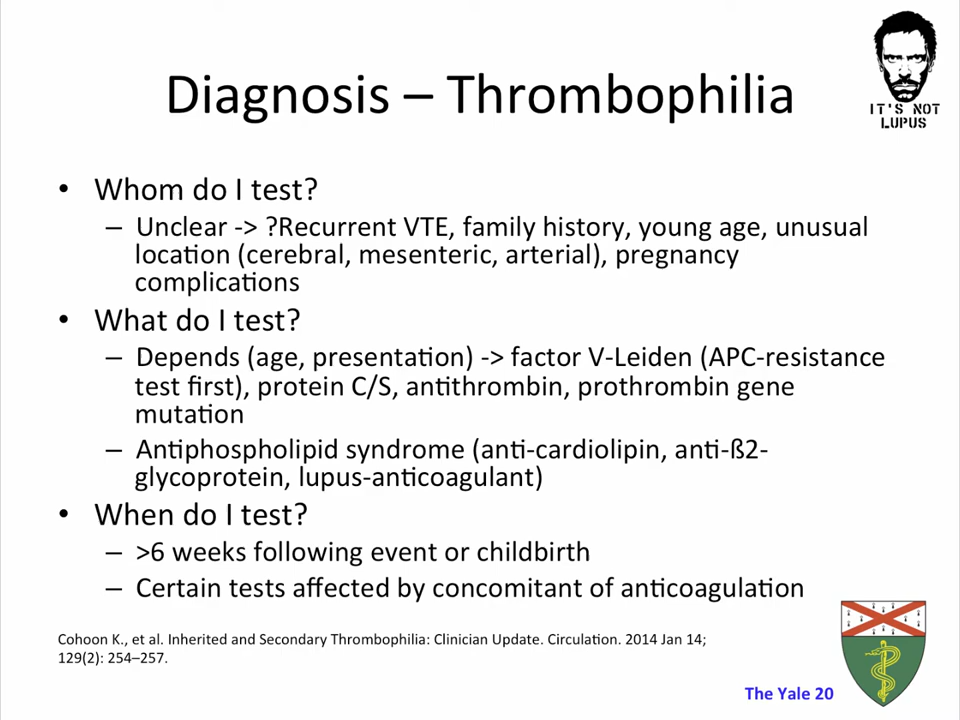 IT'S NOT
LUPUS
Diagnosis – Thrombophilia
• Whom do I test?
– Unclear -> ?Recurrent VTE, family history, young age, unusual
location (cerebral, mesenteric, arterial), pregnancy
complications
• What do I test?
– Depends (age, presentation) -> factor V-Leiden (APC-resistance
test first), protein C/S, antithrombin, prothrombin gene
mutation
– Antiphospholipid syndrome (anti-cardiolipin, anti-ß2-
glycoprotein, lupus-anticoagulant)
• When do I test?
– >6 weeks following event or childbirth
– Certain tests affected by concomitant of anticoagulation
Cohoon K., et al. Inherited and Secondary Thrombophilia: Clinician Update. Circulation. 2014 Jan 14;
129(2): 254–257.
The Yale 20